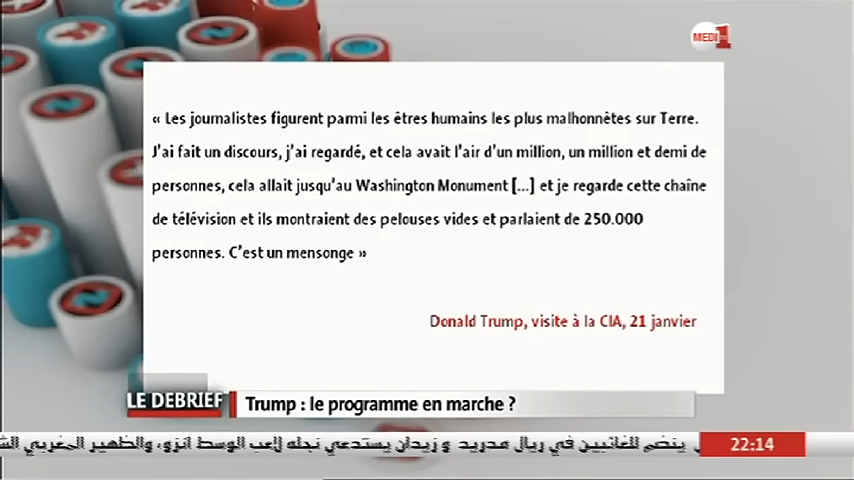 MEDI 1
« Les journalistes figurent parmi les êtres humains les plus malhonnêtes sur Terre.
J'ai fait un discours, j'ai regardé, et cela avait l'air d'un million, un million et demi de
personnes, cela allait jusqu'au Washington Monument [...] et je regarde cette chaîne
de télévision et ils montraient des pelouses vides et parlaient de 250.000
personnes. C'est un mensonge »
Donald Trump, visite à la CIA, 21 janvier
LE DEBRIEF Trump : le programme en marche ?
ينضم للغائبين في ريال مدريد و زيدان يستدعي نجله لاعب الوسط انزو، والظهير المغربي
22:14